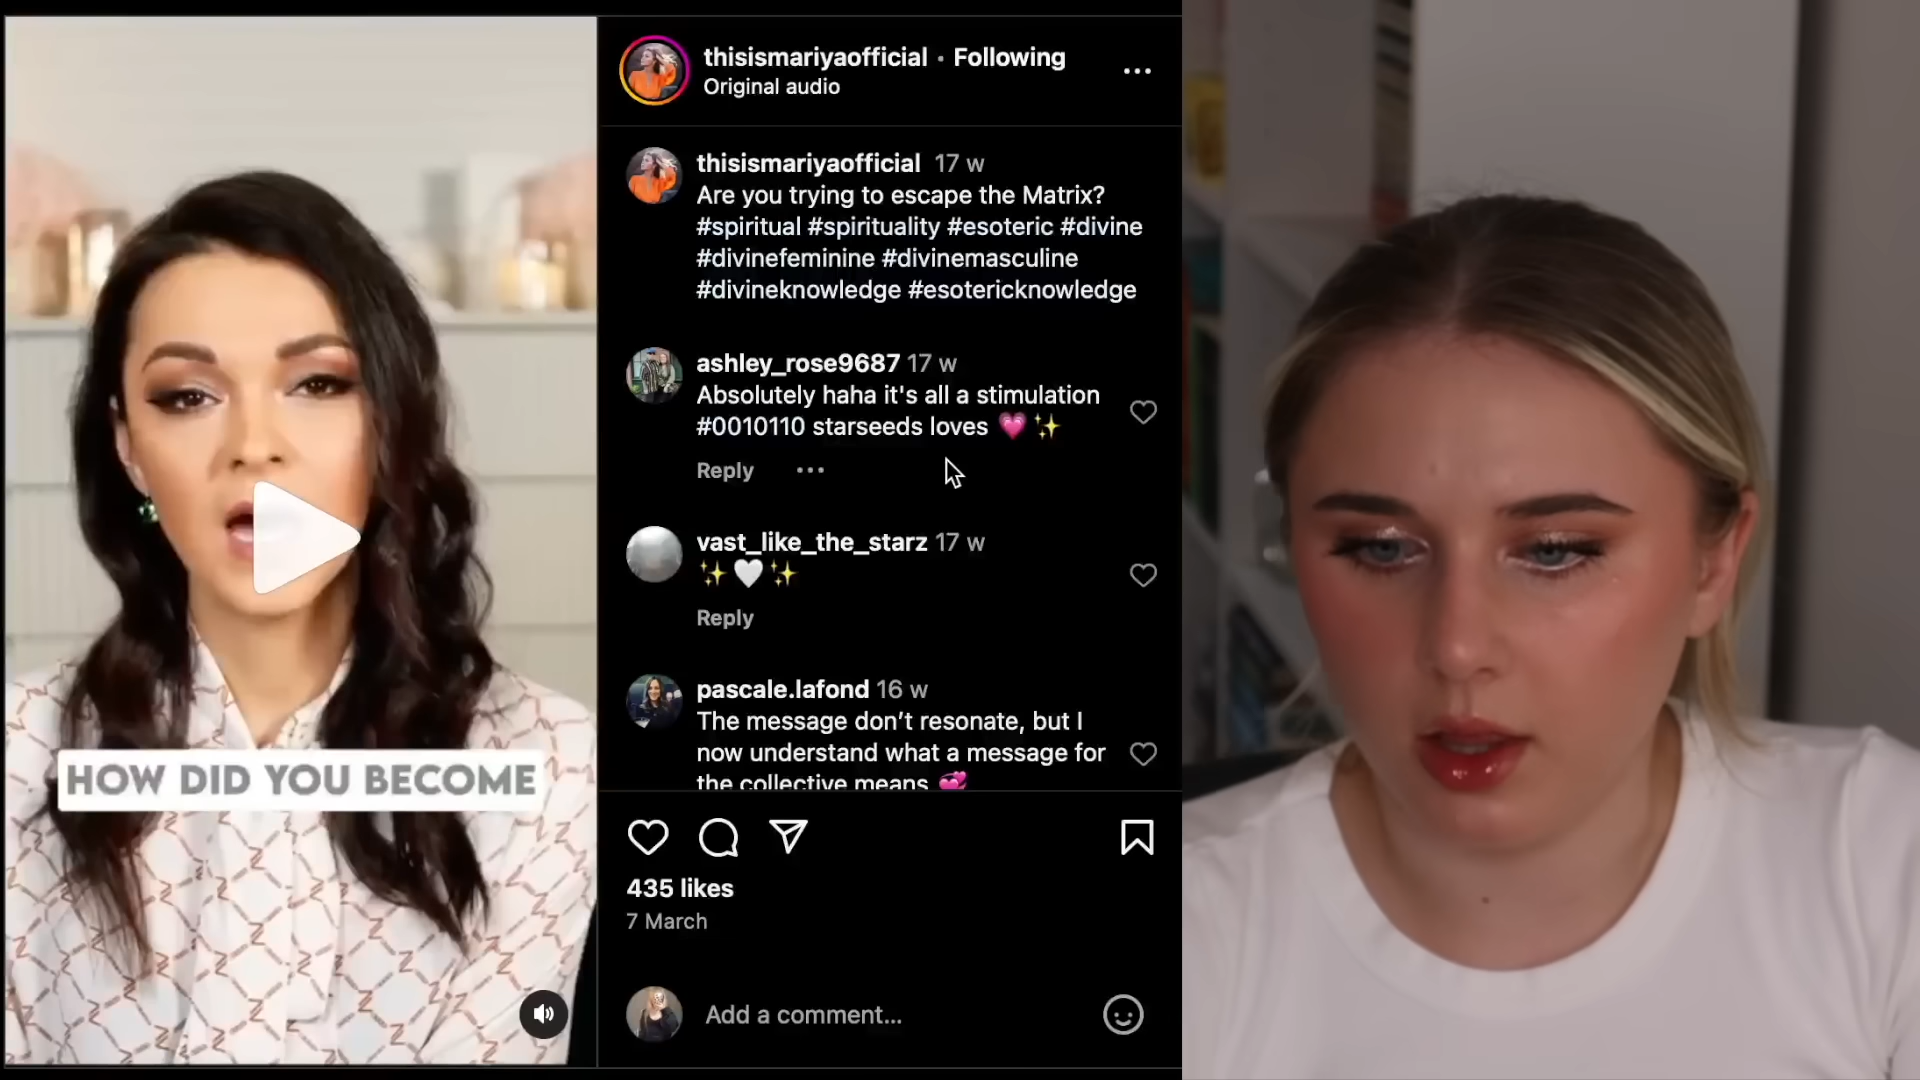 HOW DID YOU BECOME
thisismariyaofficial • Following
Original audio
thisismariyaofficial 17 w
Are you trying to escape the Matrix?
#spiritual #spirituality #esoteric #divine
#divinefeminine #divinemasculine
#divineknowledge #esotericknowledge
ashley_rose9687 17 w
Absolutely haha it's all a stimulation
#0010110 starseeds loves 💗✨
Reply
vast_like_the_starz 17 w
✨🤍✨
Reply
pascale.lafond 16 w
The message don’t resonate, but I
now understand what a message for
the collective means 💞
435 likes
7 March
Add a comment...